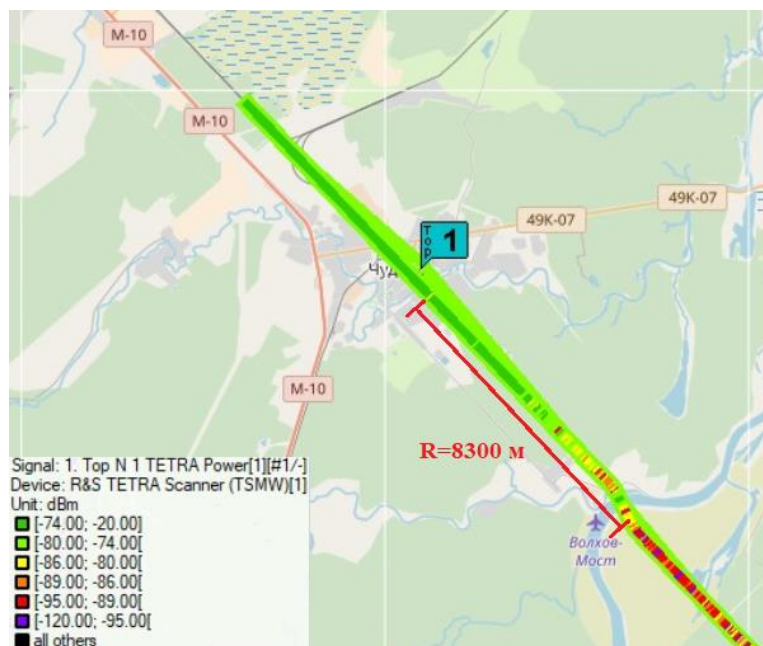 M-10
M-10
49К-07
49К-07
Top
1
Чуд
M-10
R=8300 м
Волхов-
Мост
Signal: 1. Top N 1 TETRA Power[1][#1/-]
Device: R&S TETRA Scanner (TSMW)[1]
Unit: dBm
[-74.00; -20.00]
[-80.00; -74.00[
[-86.00; -80.00[
[-89.00; -86.00[
[-95.00; -89.00[
[-120.00; -95.00[
all others